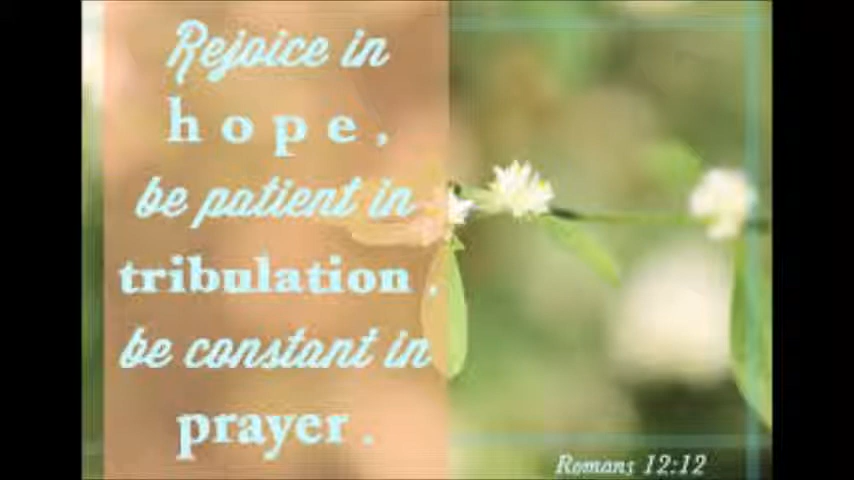 Rejoice in
hope,
be patient in
tribulation,
be constant in
prayer.
Romans 12:12